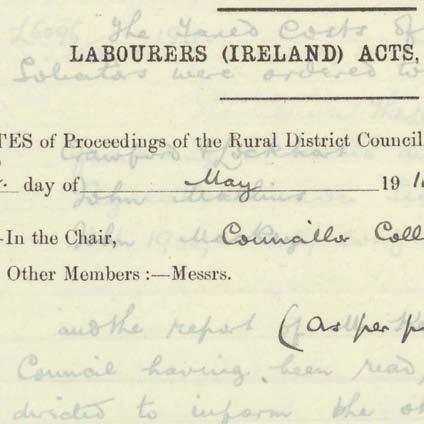 The Taxed Costs of
LABOURERS (IRELAND) ACTS,
Solicitors were ordered to
TES of Proceedings of the Rural District Council
Crawford & Lockhart
day of May 19
John
-In the Chair, Councillor Coll
Other Members :—Messrs.
(As per p
and the report of
Council having been read,
divided to inform the